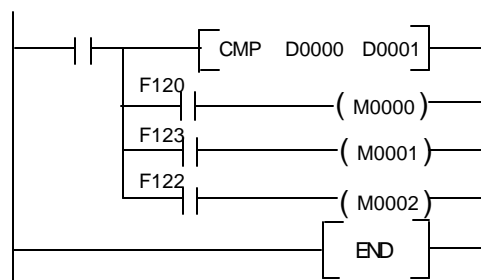 CMP D0000 D0001
F120
( M0000 )
F123
( M0001 )
F122
( M0002 )
END